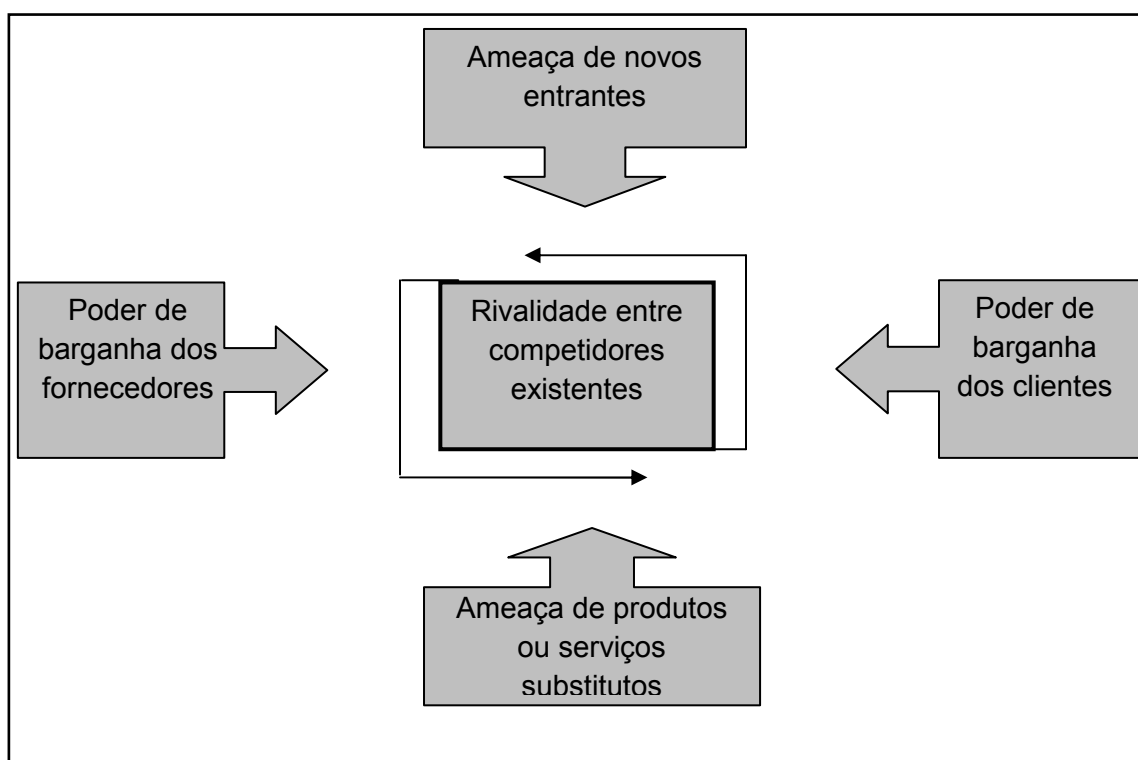 Ameaça de novos
entrantes
Poder de
barganha dos
fornecedores
Rivalidade entre
competidores
existentes
Poder de
barganha
dos clientes
Ameaça de produtos
ou serviços
substitutos